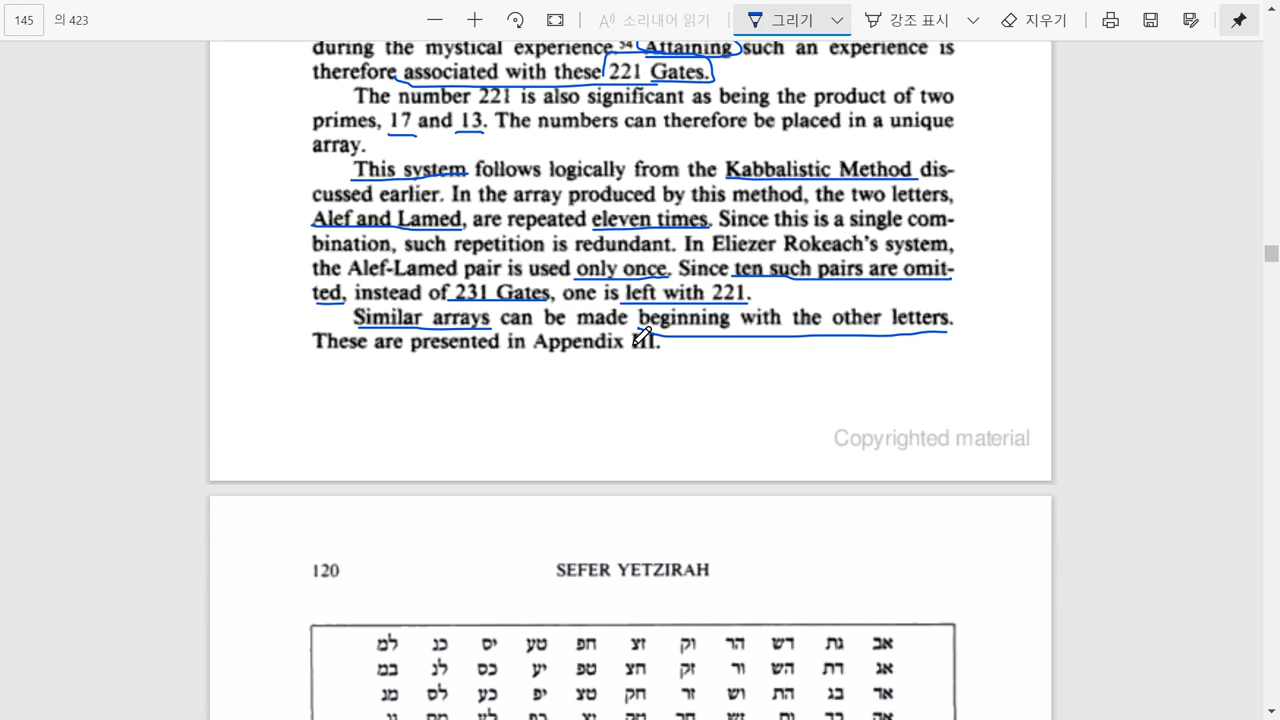 145 의 423 소리내어 읽기 그리기 강조 표시 지우기
during the mystical experience.⁵⁴ Attaining such an experience is
therefore associated with these 221 Gates.
The number 221 is also significant as being the product of two
primes, 17 and 13. The numbers can therefore be placed in a unique
array.
This system follows logically from the Kabbalistic Method dis-
cussed earlier. In the array produced by this method, the two letters,
Alef and Lamed, are repeated eleven times. Since this is a single com-
bination, such repetition is redundant. In Eliezer Rokeach's system,
the Alef-Lamed pair is used only once. Since ten such pairs are omit-
ted, instead of 231 Gates, one is left with 221.
Similar arrays can be made beginning with the other letters.
These are presented in Appendix III.
Copyrighted material
120 SEFER YETZIRAH
אב גת דש הר וק זצ חפ טע יס כנ למ
אג דת הש ור זק חצ טפ יע כס לנ במ
אד בג הת וש זר חק טצ יפ כע לס מנ